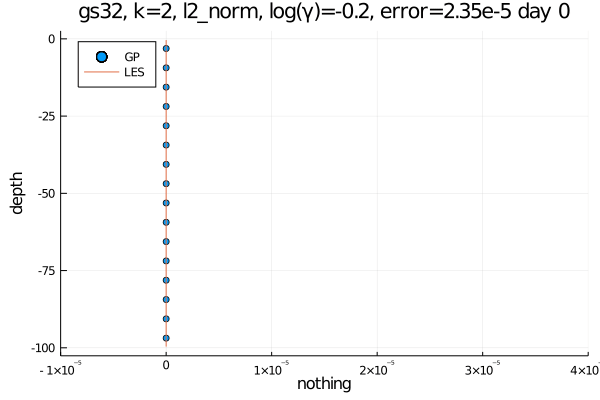 gs32, k=2, l2_norm, log(γ)=-0.2, error=2.35e-5 day 0
GP
LES
0
-25
-50
-75
-100
depth
-1×10⁻⁵
0
1×10⁻⁵
2×10⁻⁵
3×10⁻⁵
4×10
nothing